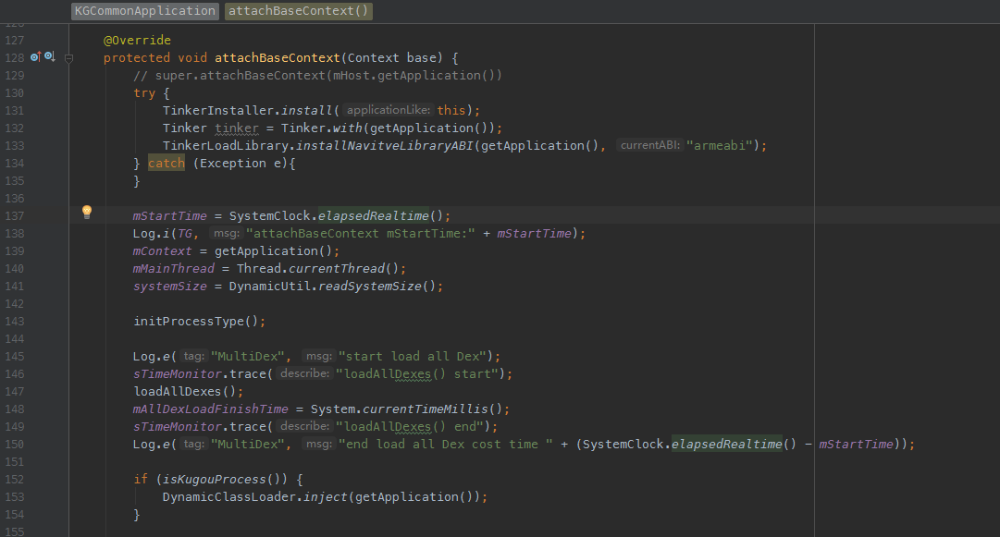 KGCommonApplication attachBaseContext()
126
127 @Override
128 protected void attachBaseContext(Context base) {
129 // super.attachBaseContext(mHost.getApplication())
130 try {
131 TinkerInstaller.install( applicationLike: this);
132 Tinker tinker = Tinker.with(getApplication());
133 TinkerLoadLibrary.installNavitveLibraryABI(getApplication(), currentABI: "armeabi");
134 } catch (Exception e){
135 }
136
137 mStartTime = SystemClock.elapsedRealtime();
138 Log.i(TG, msg: "attachBaseContext mStartTime:" + mStartTime);
139 mContext = getApplication();
140 mMainThread = Thread.currentThread();
141 systemSize = DynamicUtil.readSystemSize();
142
143 initProcessType();
144
145 Log.e( tag: "MultiDex", msg: "start load all Dex");
146 sTimeMonitor.trace( describe: "loadAllDexes() start");
147 loadAllDexes();
148 mAllDexLoadFinishTime = System.currentTimeMillis();
149 sTimeMonitor.trace( describe: "loadAllDexes() end");
150 Log.e( tag: "MultiDex", msg: "end load all Dex cost time " + (SystemClock.elapsedRealtime() - mStartTime));
151
152 if (isKugouProcess()) {
153 DynamicClassLoader.inject(getApplication());
154 }
155